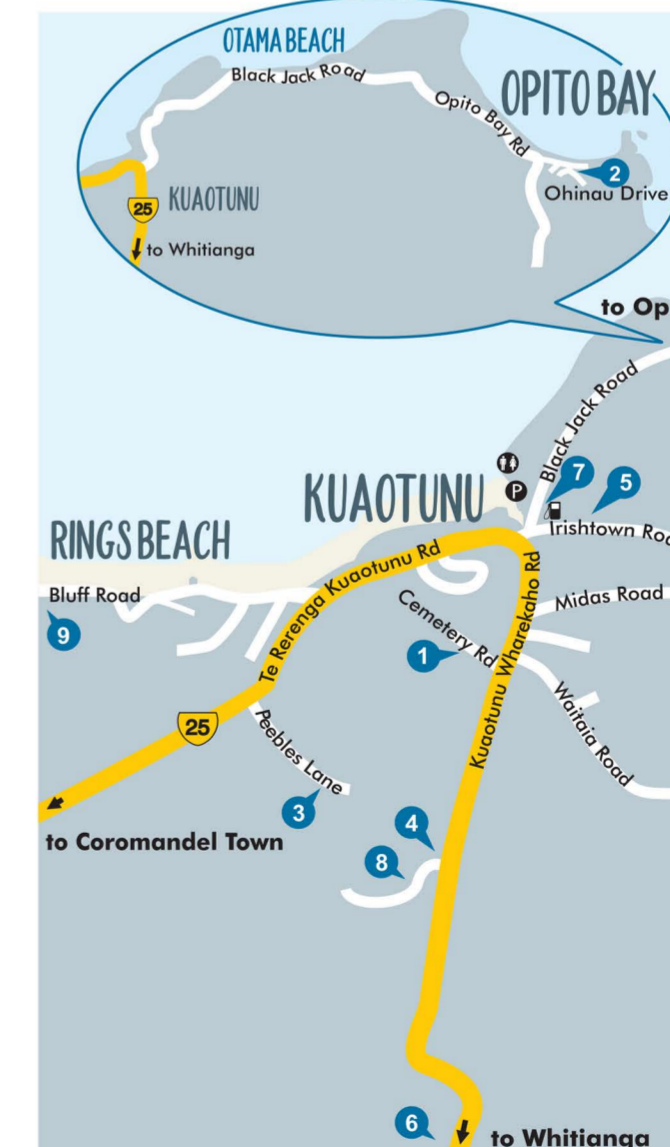 OTAMA BEACH
Black Jack Road
OPITO BAY
Opito Bay Rd
2
Ohinau Drive
25
KUAOTUNU
to Whitianga
to Op
Black Jack Road
7
5
P
KUAOTUNU
Irishtown Roa
RINGS BEACH
Te Rerenga Kuaotunu Rd
Bluff Road
Midas Road
Cemetery Rd
9
1
Kuaotunu Wharekaho Rd
Waitaia Road
25
Peebles Lane
3
4
to Coromandel Town
8
6
to Whitianga